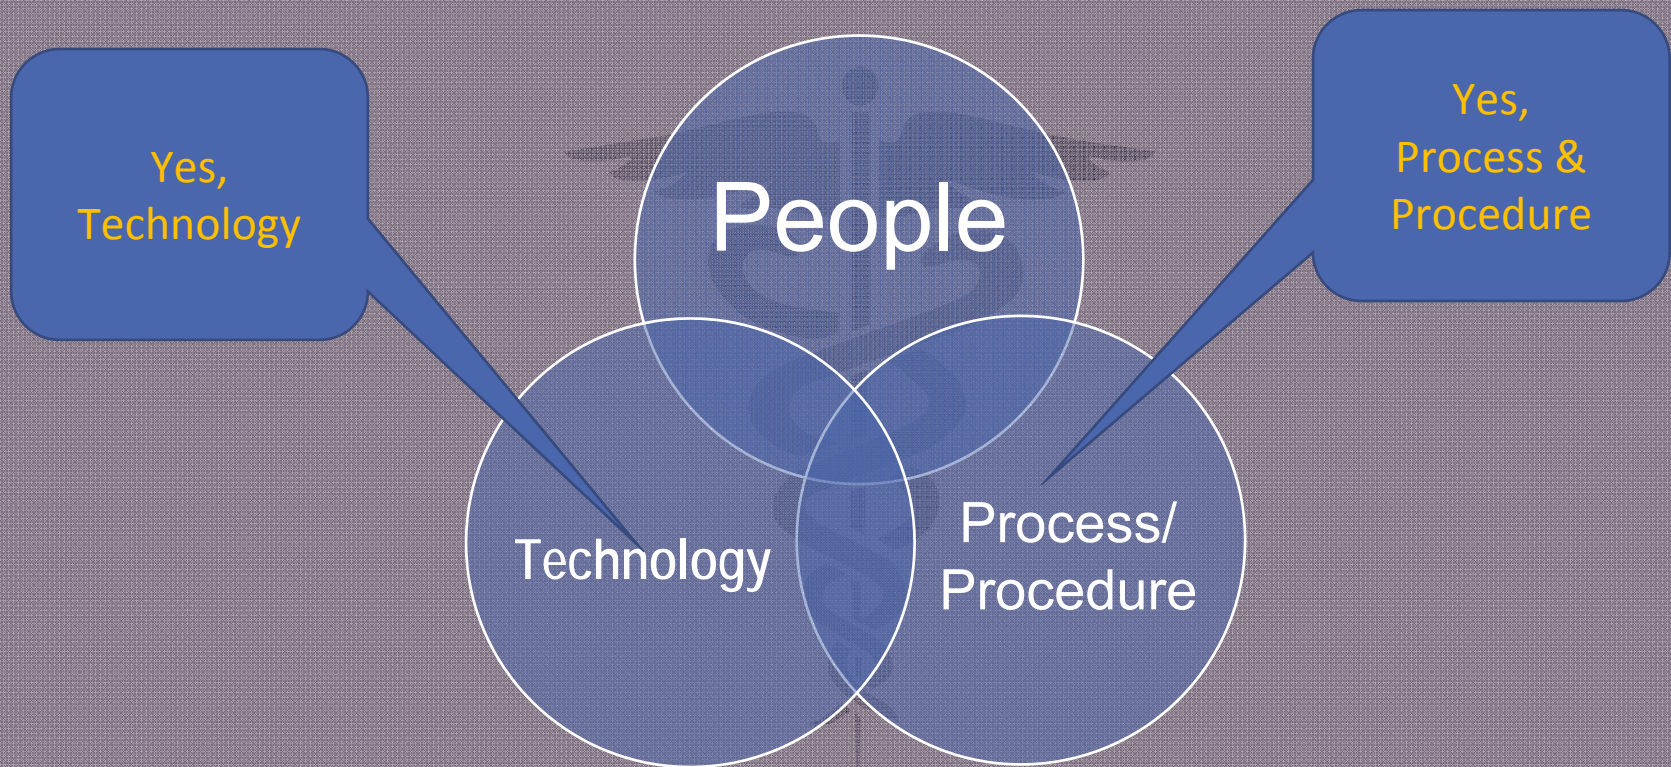 Yes,
Technology
Yes,
Process &
Procedure
People
Technology
Process/
Procedure